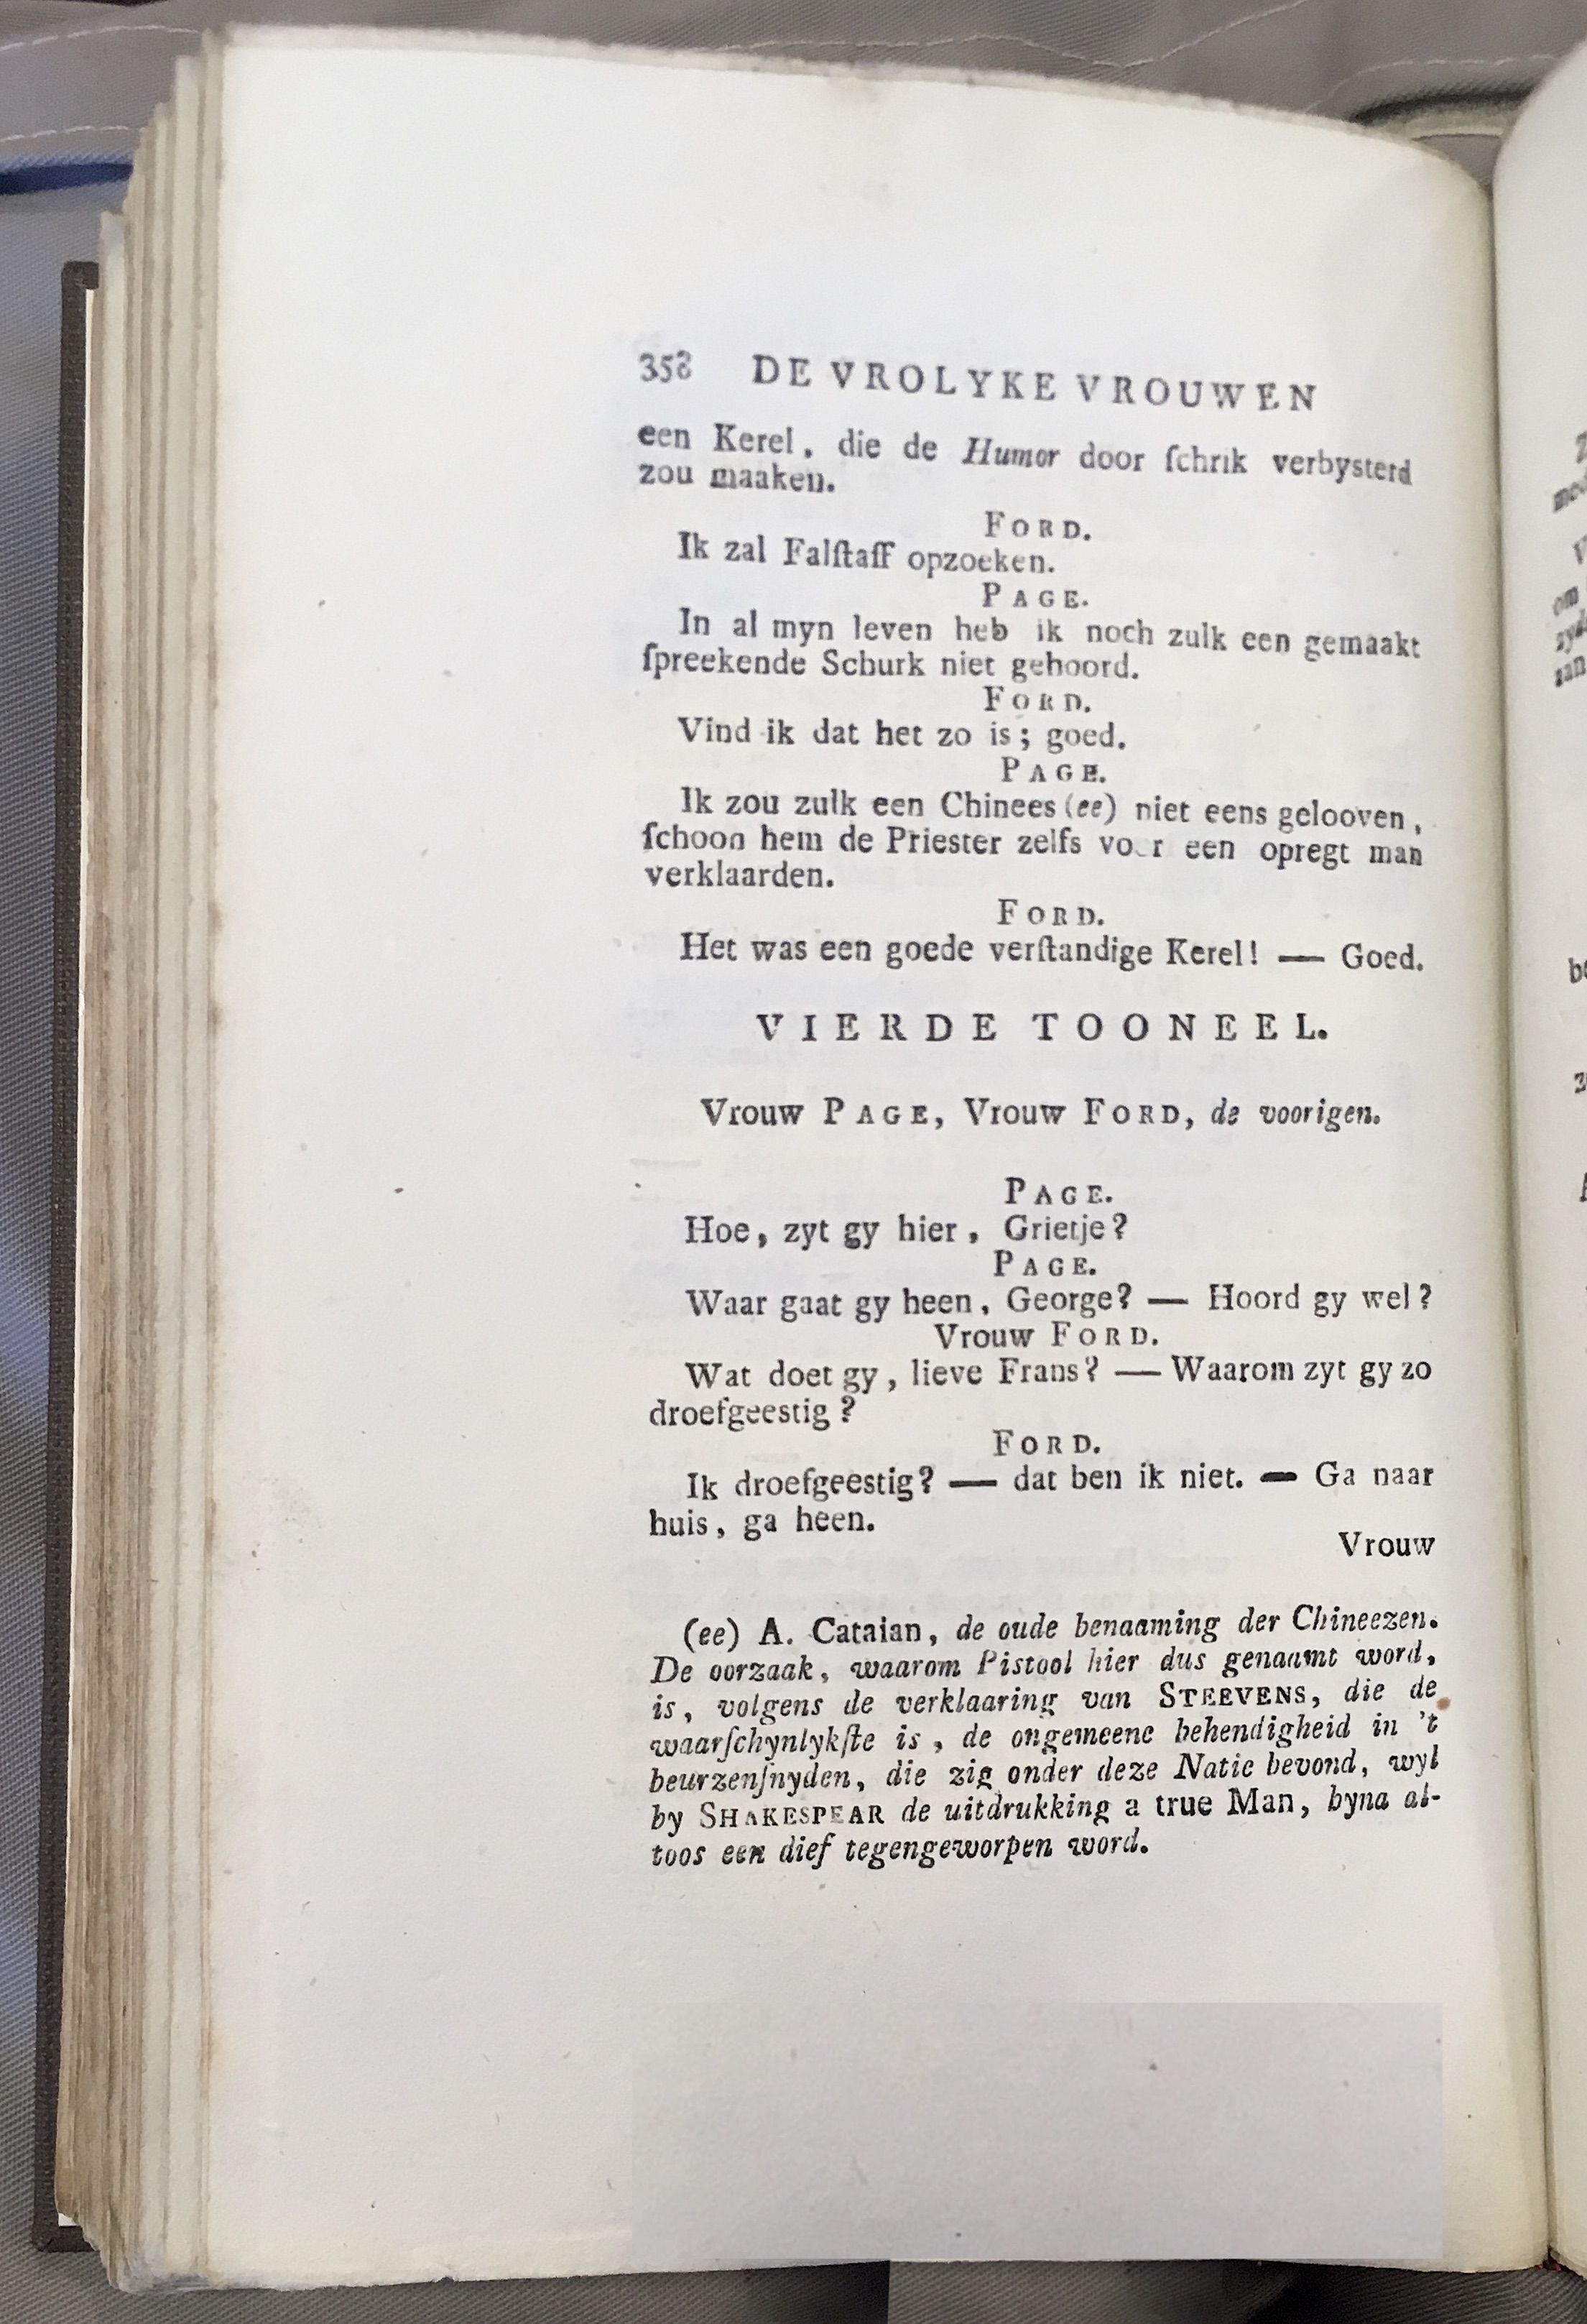 358 DE VROLYKE VROUWEN
een Kerel, die de Humor door ſchrik verbysterd
zou maaken.
FORD.
Ik zal Falſtaff opzoeken.
PAGE.
In al myn leven heb ik noch zulk een gemaakt
ſpreekende Schurk niet gehoord.
FORD.
Vind ik dat het zo is; goed.
PAGE.
Ik zou zulk een Chinees (ee) niet eens gelooven,
ſchoon hem de Priester zelfs voor een opregt man
verklaarden.
FORD.
Het was een goede verſtandige Kerel! — Goed.
VIERDE TOONEEL.
Vrouw PAGE, Vrouw FORD, de voorigen.
PAGE.
Hoe, zyt gy hier, Grietje?
PAGE.
Waar gaat gy heen, George? — Hoord gy wel?
Vrouw FORD.
Wat doet gy, lieve Frans? — Waarom zyt gy zo
droefgeestig?
FORD.
Ik droefgeestig? — dat ben ik niet. — Ga naar
huis, ga heen.
Vrouw
(ee) A. Cataian, de oude benaaming der Chineezen.
De oorzaak, waarom Pistool hier dus genaamt word,
is, volgens de verklaaring van STEEVENS, die de
waarſchynlykſte is, de ongemeene behendigheid in 't
beurzenſnyden, die zig onder deze Natie bevond, wyl
by SHAKESPEAR de uitdrukking a true Man, byna al-
toos een dief tegengeworpen word.